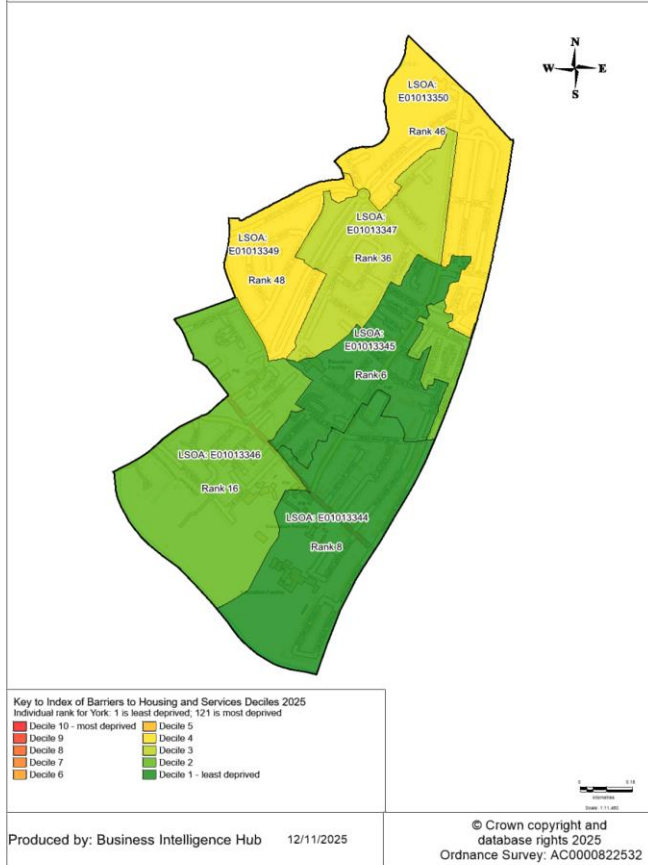 N
W E
S
LSOA:
E01013350
Rank 46
LSOA:
E01013347
Rank 36
LSOA:
E01013349
Rank 48
LSOA:
E01013345
Rank 6
LSOA: E01013346
Rank 16
LSOA: E01013344
Rank 8
Key to Index of Barriers to Housing and Services Deciles 2025
Individual rank for York: 1 is least deprived; 121 is most deprived
Decile 10 - most deprived
Decile 9
Decile 8
Decile 7
Decile 6
Decile 5
Decile 4
Decile 3
Decile 2
Decile 1 - least deprived
Produced by: Business Intelligence Hub 12/11/2025
© Crown copyright and
database rights 2025
Ordnance Survey: AC0000822532